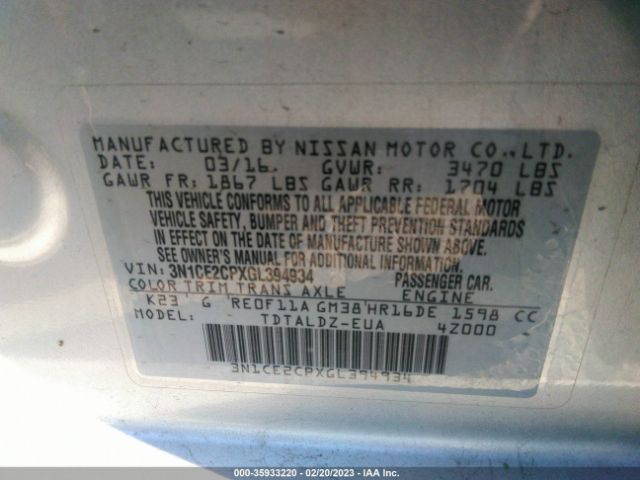 MANUFACTURED BY NISSAN MOTOR CO., LTD.
DATE: 03/16 GVWR: 3470 LBS
GAWR FR: 1867 LBS GAWR RR: 1704 LBS
THIS VEHICLE CONFORMS TO ALL APPLICABLE FEDERAL MOTOR
VEHICLE SAFETY, BUMPER AND THEFT PREVENTION STANDARDS
IN EFFECT ON THE DATE OF MANUFACTURE SHOWN ABOVE.
SEE OWNER'S MANUAL FOR ADDITIONAL INFORMATION.
VIN: 3N1CE2CPXGL394934 PASSENGER CAR.
COLOR TRIM TRANS AXLE ENGINE
K23 G RE0F11A GM38 HR16DE 1598 CC
MODEL: TDTALDZ-EUA 4Z000
3N1CE2CPXGL394934
000-35933220 - 02/20/2023 - IAA Inc.